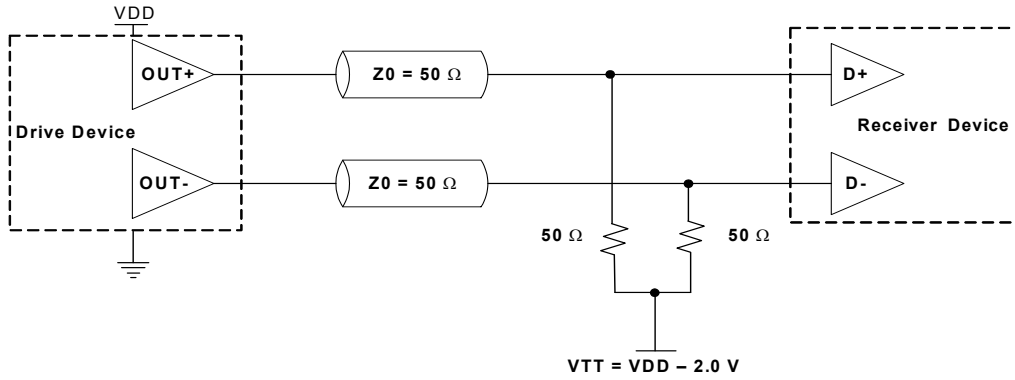 VDD
OUT+
Z0 = 50 Ω
D+
Drive Device
Receiver Device
OUT-
Z0 = 50 Ω
D-
50 Ω
50 Ω
VTT = VDD – 2.0 V